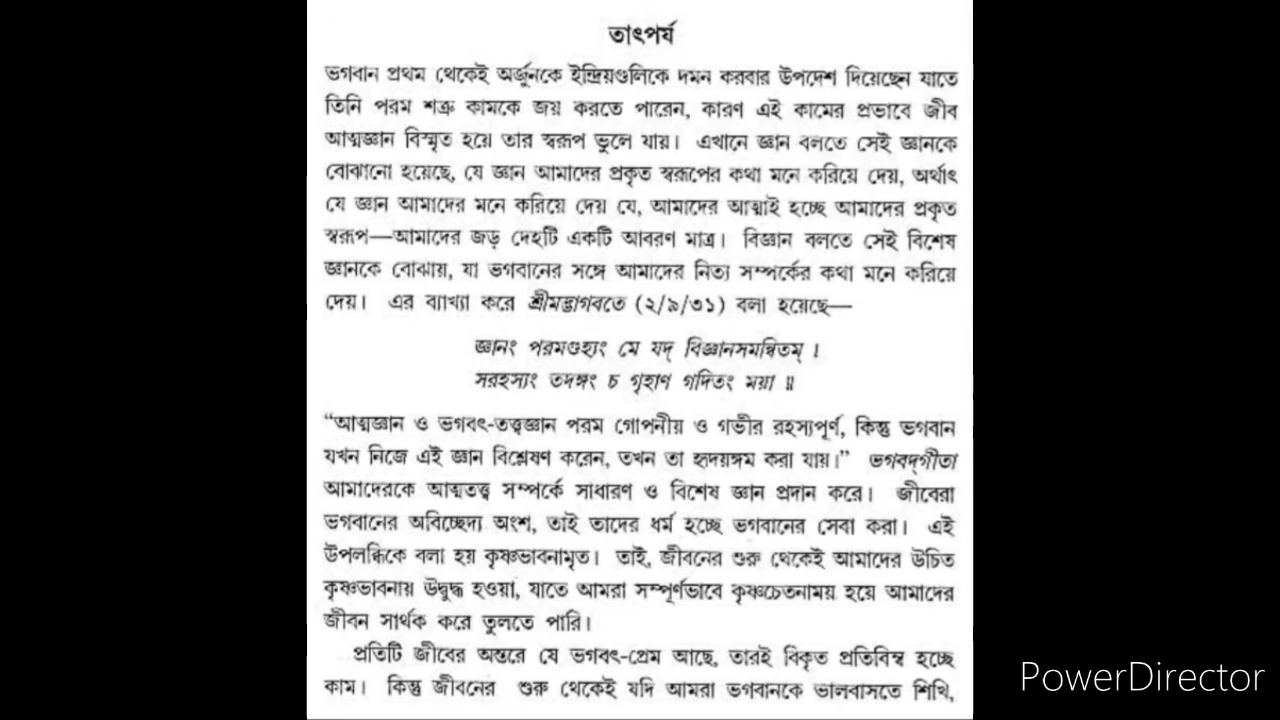 তাৎপর্য
ভগবান প্রথম থেকেই অর্জুনকে ইন্দ্রিয়গুলিকে দমন করবার উপদেশ দিয়েছেন যাতে
তিনি পরম শত্রু কামকে জয় করতে পারেন, কারণ এই কামের প্রভাবে জীব
আত্মজ্ঞান বিস্মৃত হয়ে তার স্বরূপ ভুলে যায়। এখানে জ্ঞান বলতে সেই জ্ঞানকে
বোঝানো হয়েছে, যে জ্ঞান আমাদের প্রকৃত স্বরূপের কথা মনে করিয়ে দেয়, অর্থাৎ
যে জ্ঞান আমাদের মনে করিয়ে দেয় যে, আমাদের আত্মাই হচ্ছে আমাদের প্রকৃত
স্বরূপ—আমাদের জড় দেহটি একটি আবরণ মাত্র। বিজ্ঞান বলতে সেই বিশেষ
জ্ঞানকে বোঝায়, যা ভগবানের সঙ্গে আমাদের নিত্য সম্পর্কের কথা মনে করিয়ে
দেয়। এর ব্যাখ্যা করে শ্রীমদ্ভাগবতে (২/৯/৩১) বলা হয়েছে—
জ্ঞানং পরমগুহ্যং মে যদ্ বিজ্ঞানসমন্বিতম্ ।
সরহস্যং তদঙ্গং চ গৃহাণ গদিতং ময়া ॥
“আত্মজ্ঞান ও ভগবৎ-তত্ত্বজ্ঞান পরম গোপনীয় ও গভীর রহস্যপূর্ণ, কিন্তু ভগবান
যখন নিজে এই জ্ঞান বিশ্লেষণ করেন, তখন তা হৃদয়ঙ্গম করা যায়।” ভগবদ্‌গীতা
আমাদেরকে আত্মতত্ত্ব সম্পর্কে সাধারণ ও বিশেষ জ্ঞান প্রদান করে। জীবেরা
ভগবানের অবিচ্ছেদ্য অংশ, তাই তাদের ধর্ম হচ্ছে ভগবানের সেবা করা। এই
উপলব্ধিকে বলা হয় কৃষ্ণভাবনামৃত। তাই, জীবনের শুরু থেকেই আমাদের উচিত
কৃষ্ণভাবনায় উদ্বুদ্ধ হওয়া, যাতে আমরা সম্পূর্ণভাবে কৃষ্ণচেতনাময় হয়ে আমাদের
জীবন সার্থক করে তুলতে পারি।
প্রতিটি জীবের অন্তরে যে ভগবৎ-প্রেম আছে, তারই বিকৃত প্রতিবিম্ব হচ্ছে
কাম। কিন্তু জীবনের শুরু থেকেই যদি আমরা ভগবানকে ভালবাসতে শিখি,
PowerDirector